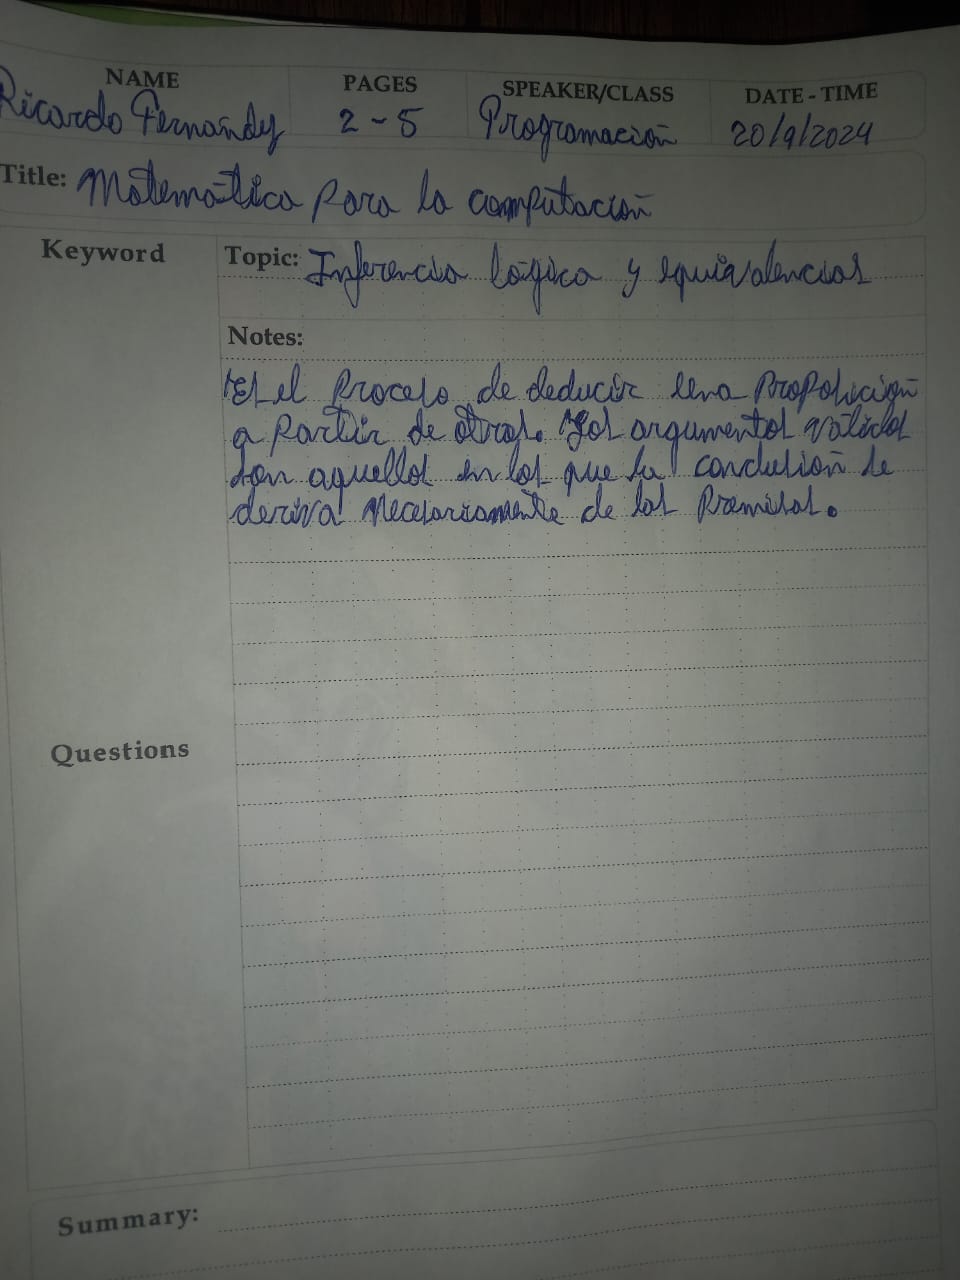 NAME PAGES SPEAKER/CLASS DATE - TIME
Ricardo Fernandy 2 - 5 Programación 20/9/2024
Title: Matemática para la computación
Keyword
Topic: Inferencia lógica y equivalencias
Notes:
Es el proceso de deducir una proposición
a partir de otras. Los argumentos válidos
son aquellos en los que la conclusión se
deriva necesariamente de las premisas.
Questions
Summary: